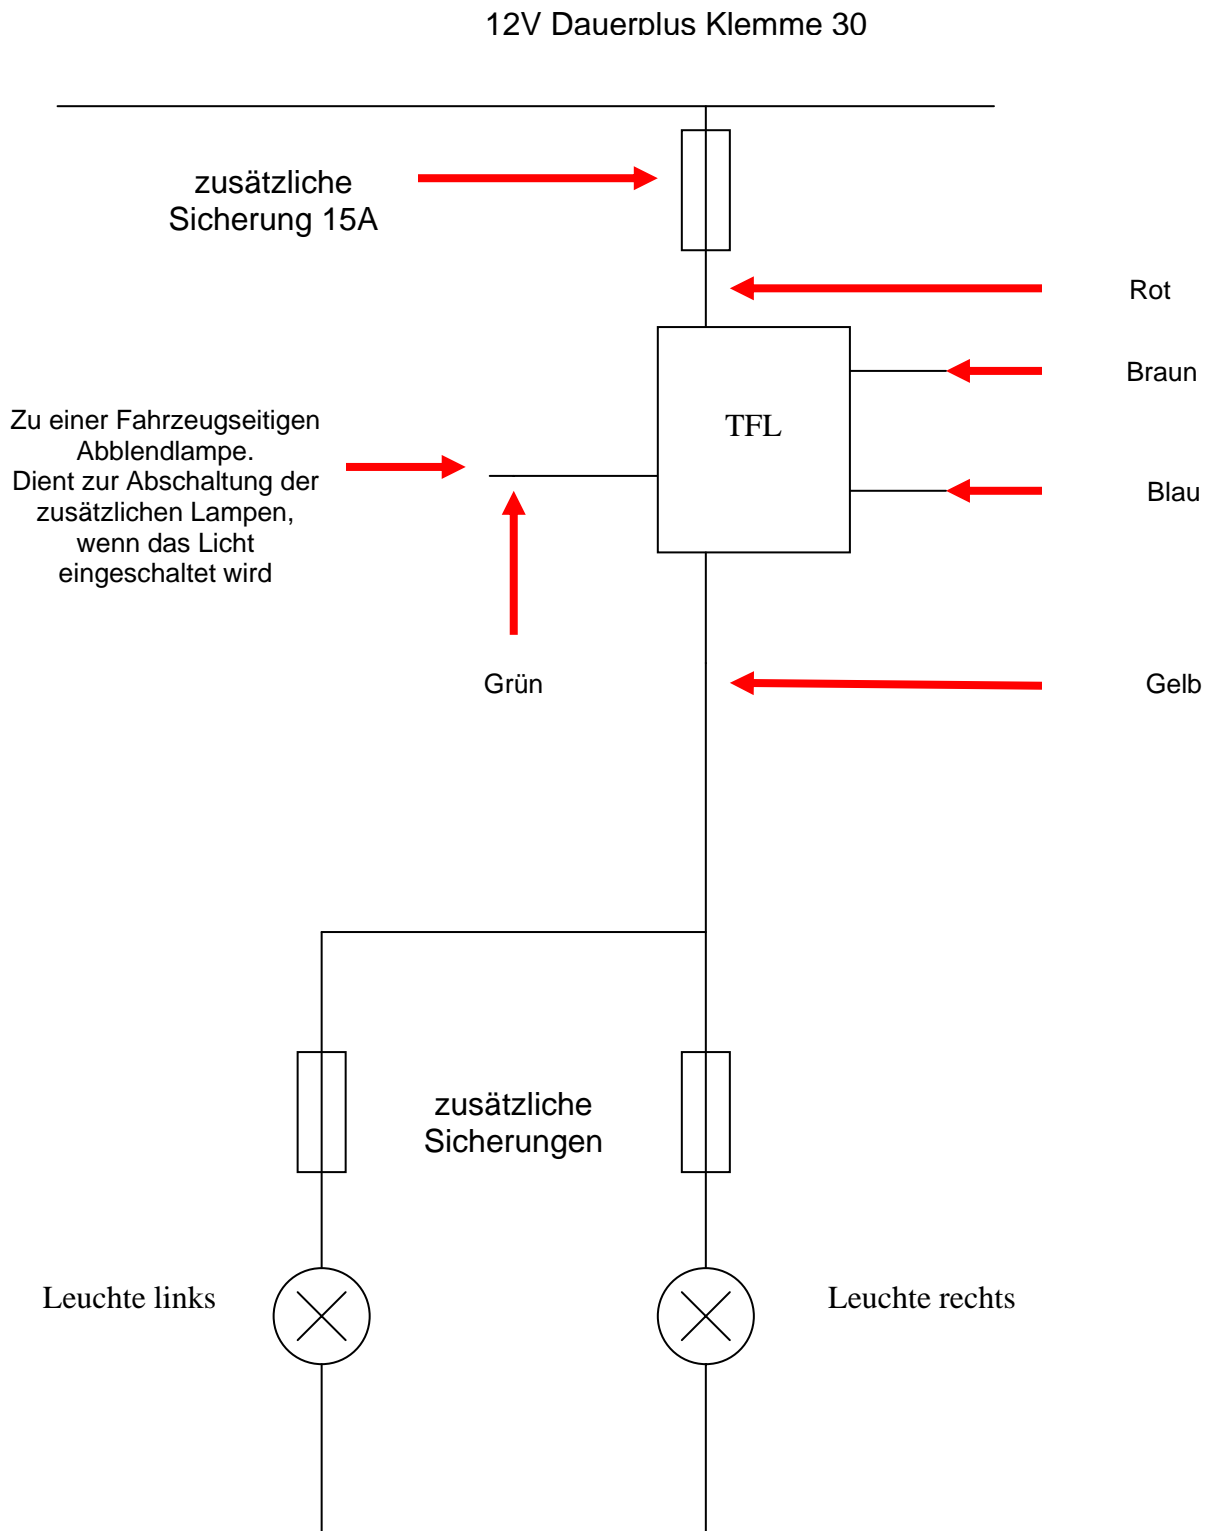 12V Dauerplus Klemme 30
zusätzliche
Sicherung 15A
Rot
Braun
Zu einer Fahrzeugseitigen
Abblendlampe.
Dient zur Abschaltung der
zusätzlichen Lampen,
wenn das Licht
eingeschaltet wird
TFL
Blau
Grün
Gelb
zusätzliche
Sicherungen
Leuchte links
Leuchte rechts